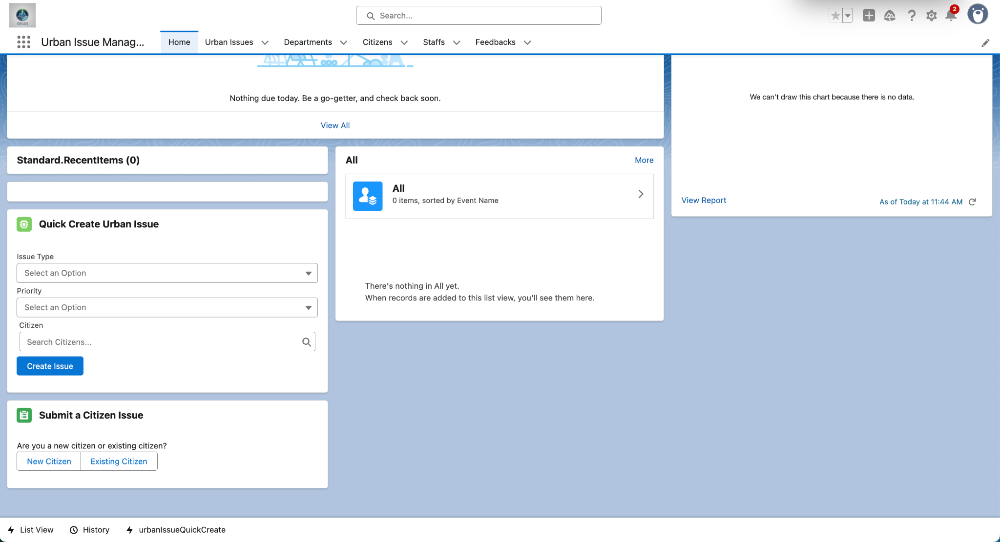 Search...
2
Urban Issue Manag...
Home
Urban Issues
Departments
Citizens
Staffs
Feedbacks
Nothing due today. Be a go-getter, and check back soon.
View All
We can't draw this chart because there is no data.
View Report
As of Today at 11:44 AM
Standard.RecentItems (0)
All
More
All
0 items, sorted by Event Name
There's nothing in All yet.
When records are added to this list view, you'll see them here.
Quick Create Urban Issue
Issue Type
Select an Option
Priority
Select an Option
Citizen
Search Citizens...
Create Issue
Submit a Citizen Issue
Are you a new citizen or existing citizen?
New Citizen
Existing Citizen
List View
History
urbanIssueQuickCreate